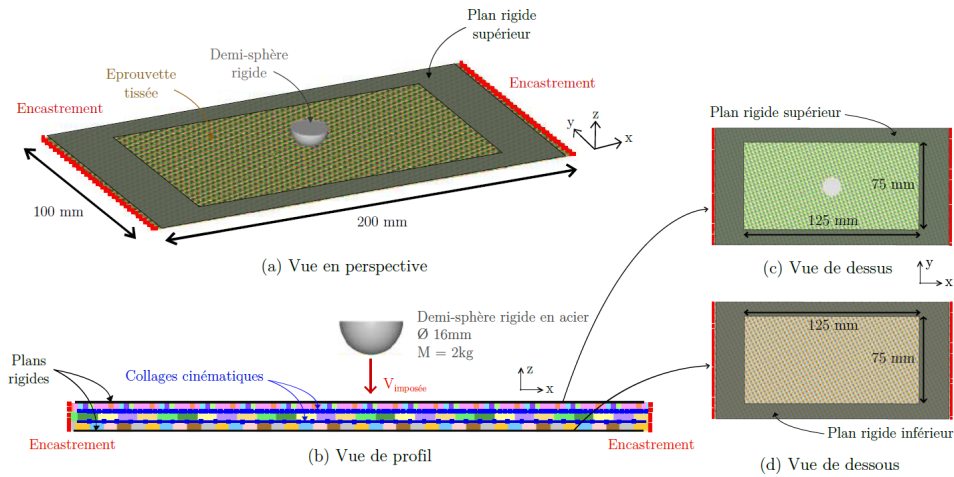 Plan rigide
supérieur
Demi-sphère
rigide
Eprouvette
tissée
Encastrement
Encastrement
z
y
x
100 mm
200 mm
(a) Vue en perspective
Plan rigide supérieur
75 mm
125 mm
(c) Vue de dessus
y
x
Demi-sphère rigide en acier
Ø 16mm
M = 2kg
Plans
rigides
Collages cinématiques
V imposée
z
x
Encastrement
Encastrement
(b) Vue de profil
125 mm
75 mm
Plan rigide inférieur
(d) Vue de dessous